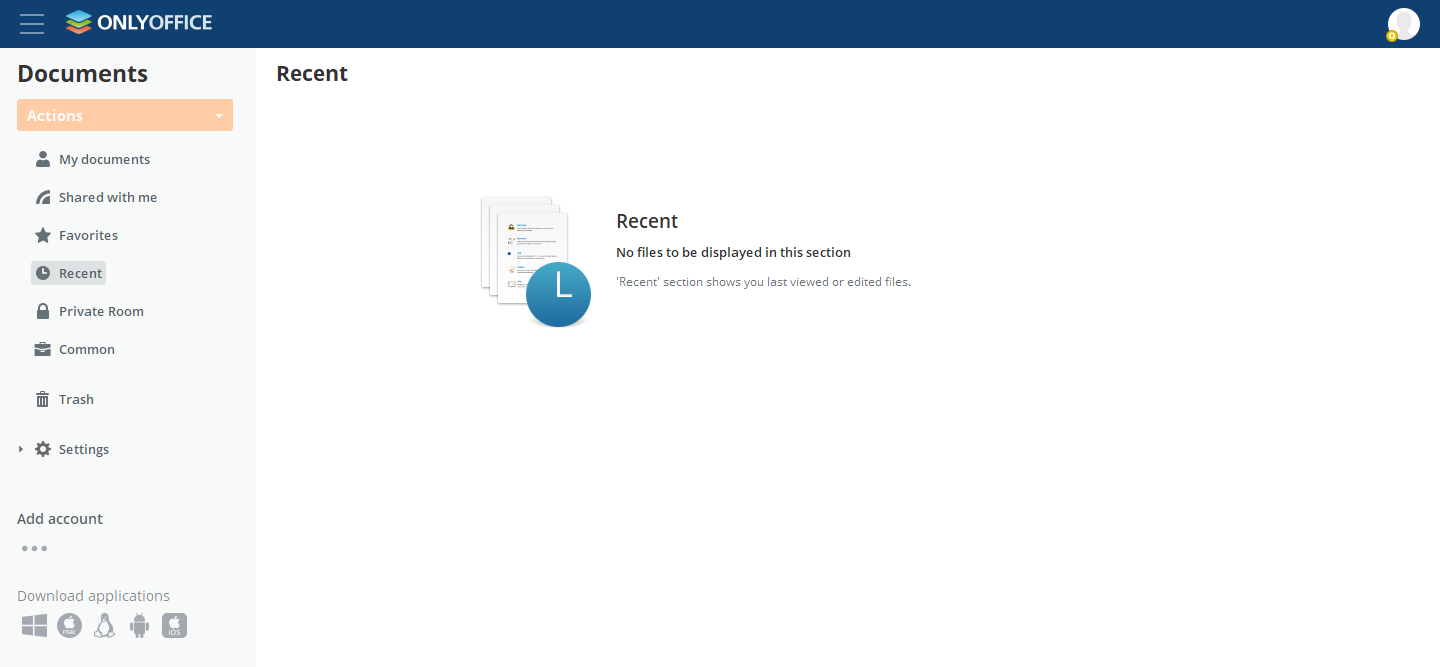 ONLYOFFICE
Documents
Actions
My documents
Shared with me
Favorites
Recent
Private Room
Common
Trash
Settings
Add account
Download applications
mac
iOS
Recent
Recent
No files to be displayed in this section
'Recent' section shows you last viewed or edited files.